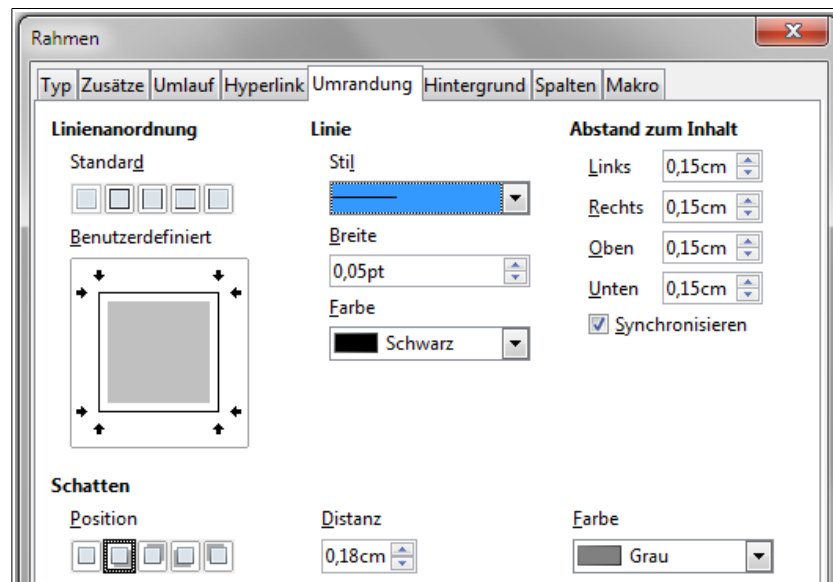 Rahmen
Typ Zusätze Umlauf Hyperlink Umrandung Hintergrund Spalten Makro
Linienanordnung
Standard
Benutzerdefiniert
Linie
Stil
Breite
0,05pt
Farbe
Schwarz
Abstand zum Inhalt
Links 0,15cm
Rechts 0,15cm
Oben 0,15cm
Unten 0,15cm
Synchronisieren
Schatten
Position
Distanz
0,18cm
Farbe
Grau